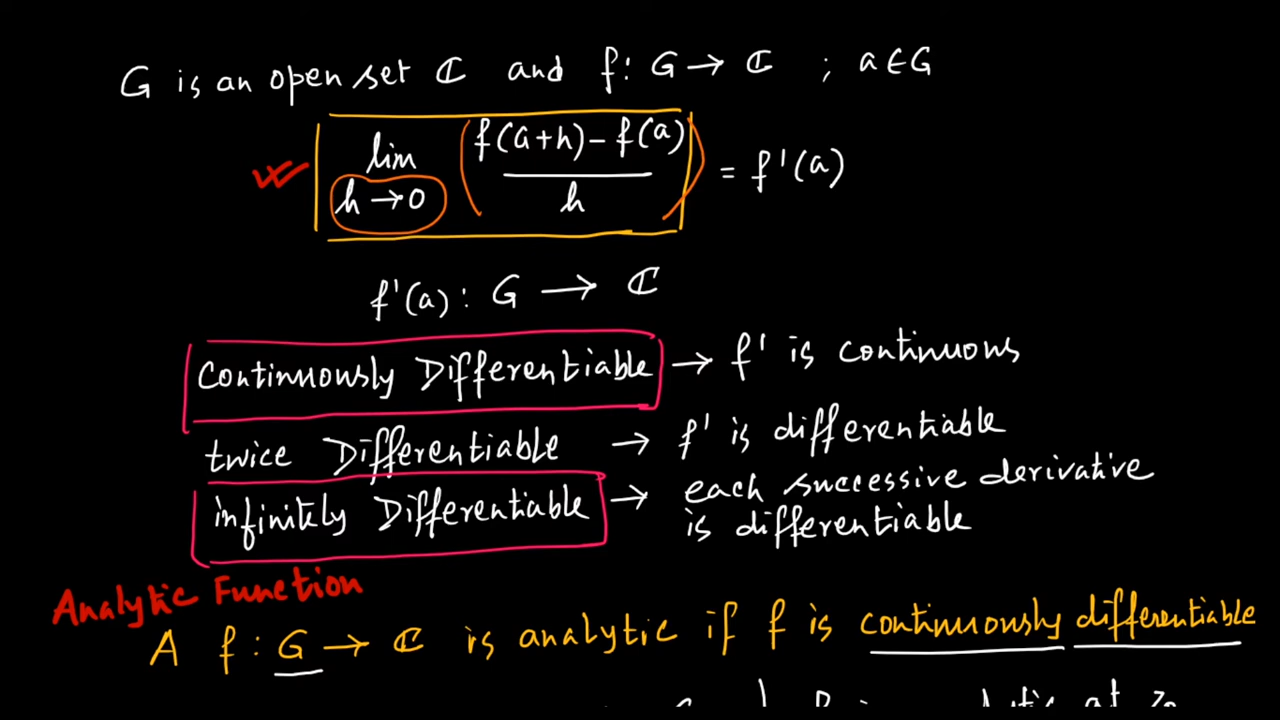 G is an open set ℂ and f: G → ℂ ; a∈G
lim h→0 (f(a+h) – f(a) / h) = f'(a)
f'(a) : G → ℂ
Continuously Differentiable → f' is continuous
twice Differentiable → f' is differentiable
infinitely Differentiable → each successive derivative
is differentiable
Analytic Function
A f : G → ℂ is analytic if f is continuously differentiable